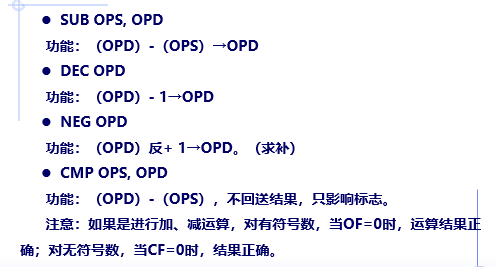 ● SUB OPS, OPD
功能：（OPD）-（OPS）→OPD
● DEC OPD
功能：（OPD）- 1→OPD
● NEG OPD
功能：（OPD）反+ 1→OPD。（求补）
● CMP OPS, OPD
功能：（OPD）-（OPS），不回送结果，只影响标志。
注意：如果是进行加、减运算，对有符号数，当OF=0时，运算结果正
确；对无符号数，当CF=0时，结果正确。